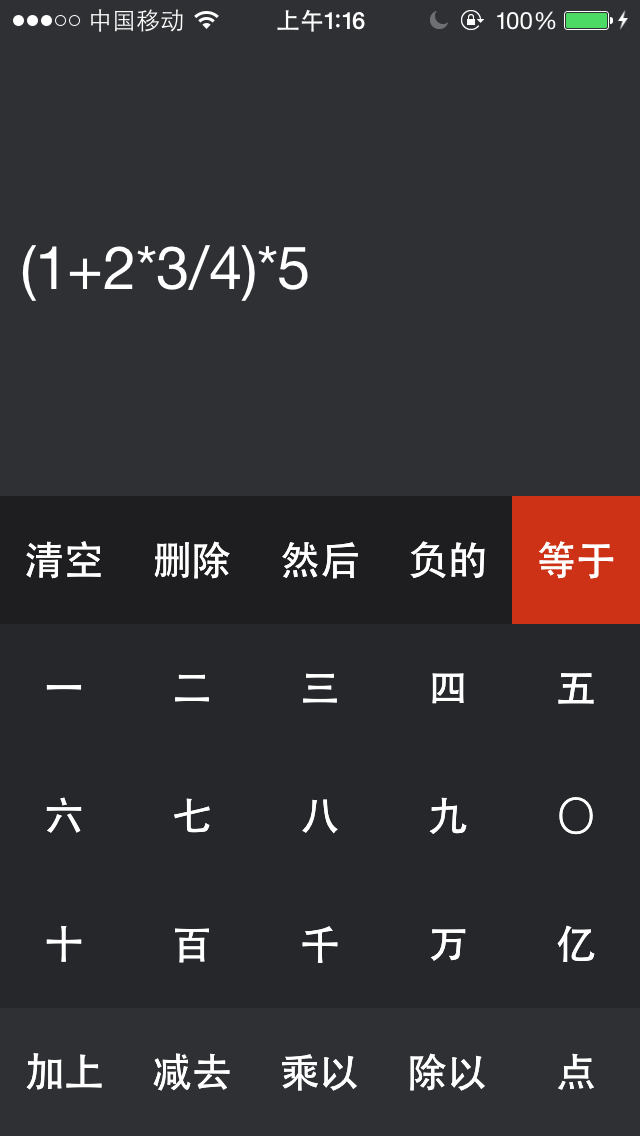 中国移动 上午1:16 100%
(1+2*3/4)*5
清空 删除 然后 负的 等于
一 二 三 四 五
六 七 八 九 〇
十 百 千 万 亿
加上 减去 乘以 除以 点